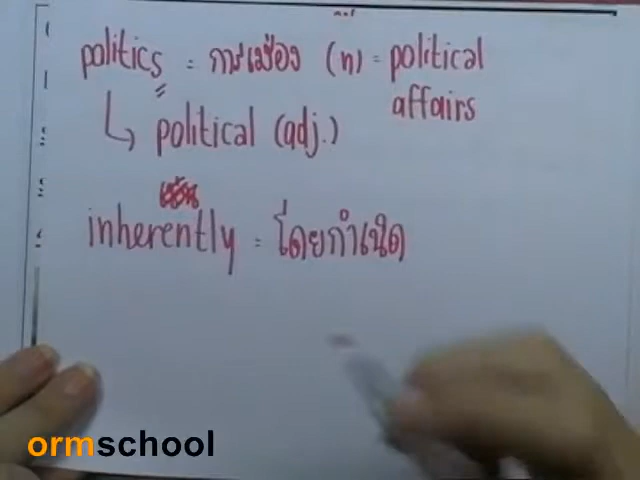 politics = การเมือง (n) = political
affairs
political (adj.)
inherently = โดยกำเนิด
ormschool